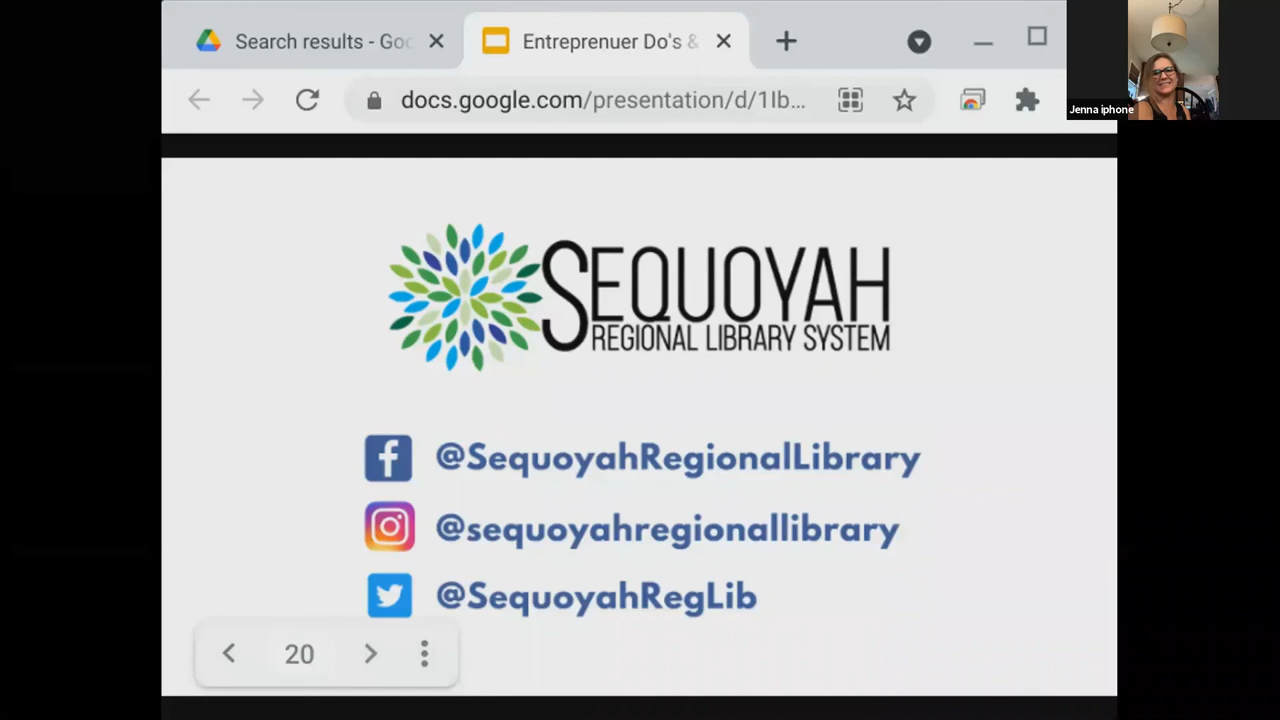 Search results - Goo
Entreprenuer Do's &
docs.google.com/presentation/d/1Ib...
Jenna iphone
SEQUOYAH
REGIONAL LIBRARY SYSTEM
@SequoyahRegionalLibrary
@sequoyahregionallibrary
@SequoyahRegLib
20